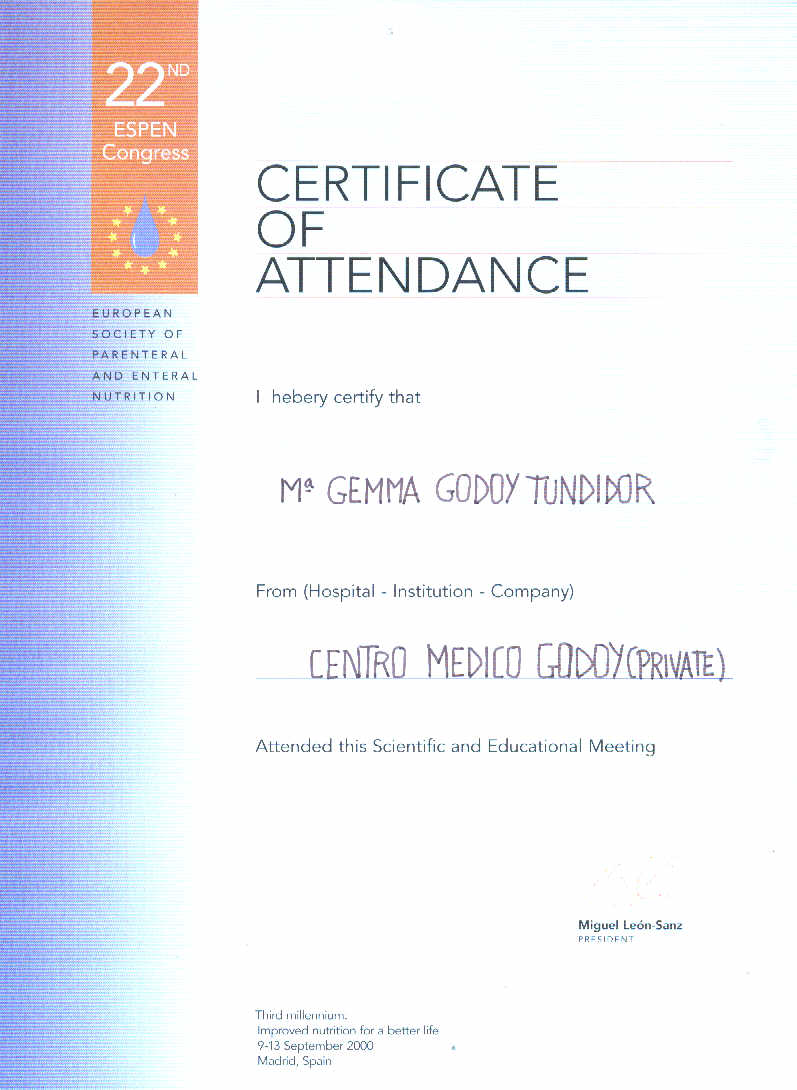 22ND
ESPEN
Congress
EUROPEAN
SOCIETY OF
PARENTERAL
AND ENTERAL
NUTRITION
CERTIFICATE
OF
ATTENDANCE
I hebery certify that
Mª GEMMA GODOY TUNDIDOR
From (Hospital - Institution - Company)
CENTRO MEDICO GODOY (PRIVATE)
Attended this Scientific and Educational Meeting
Miguel León-Sanz
PRESIDENT
Third millennium.
Improved nutrition for a better life
9-13 September 2000
Madrid, Spain